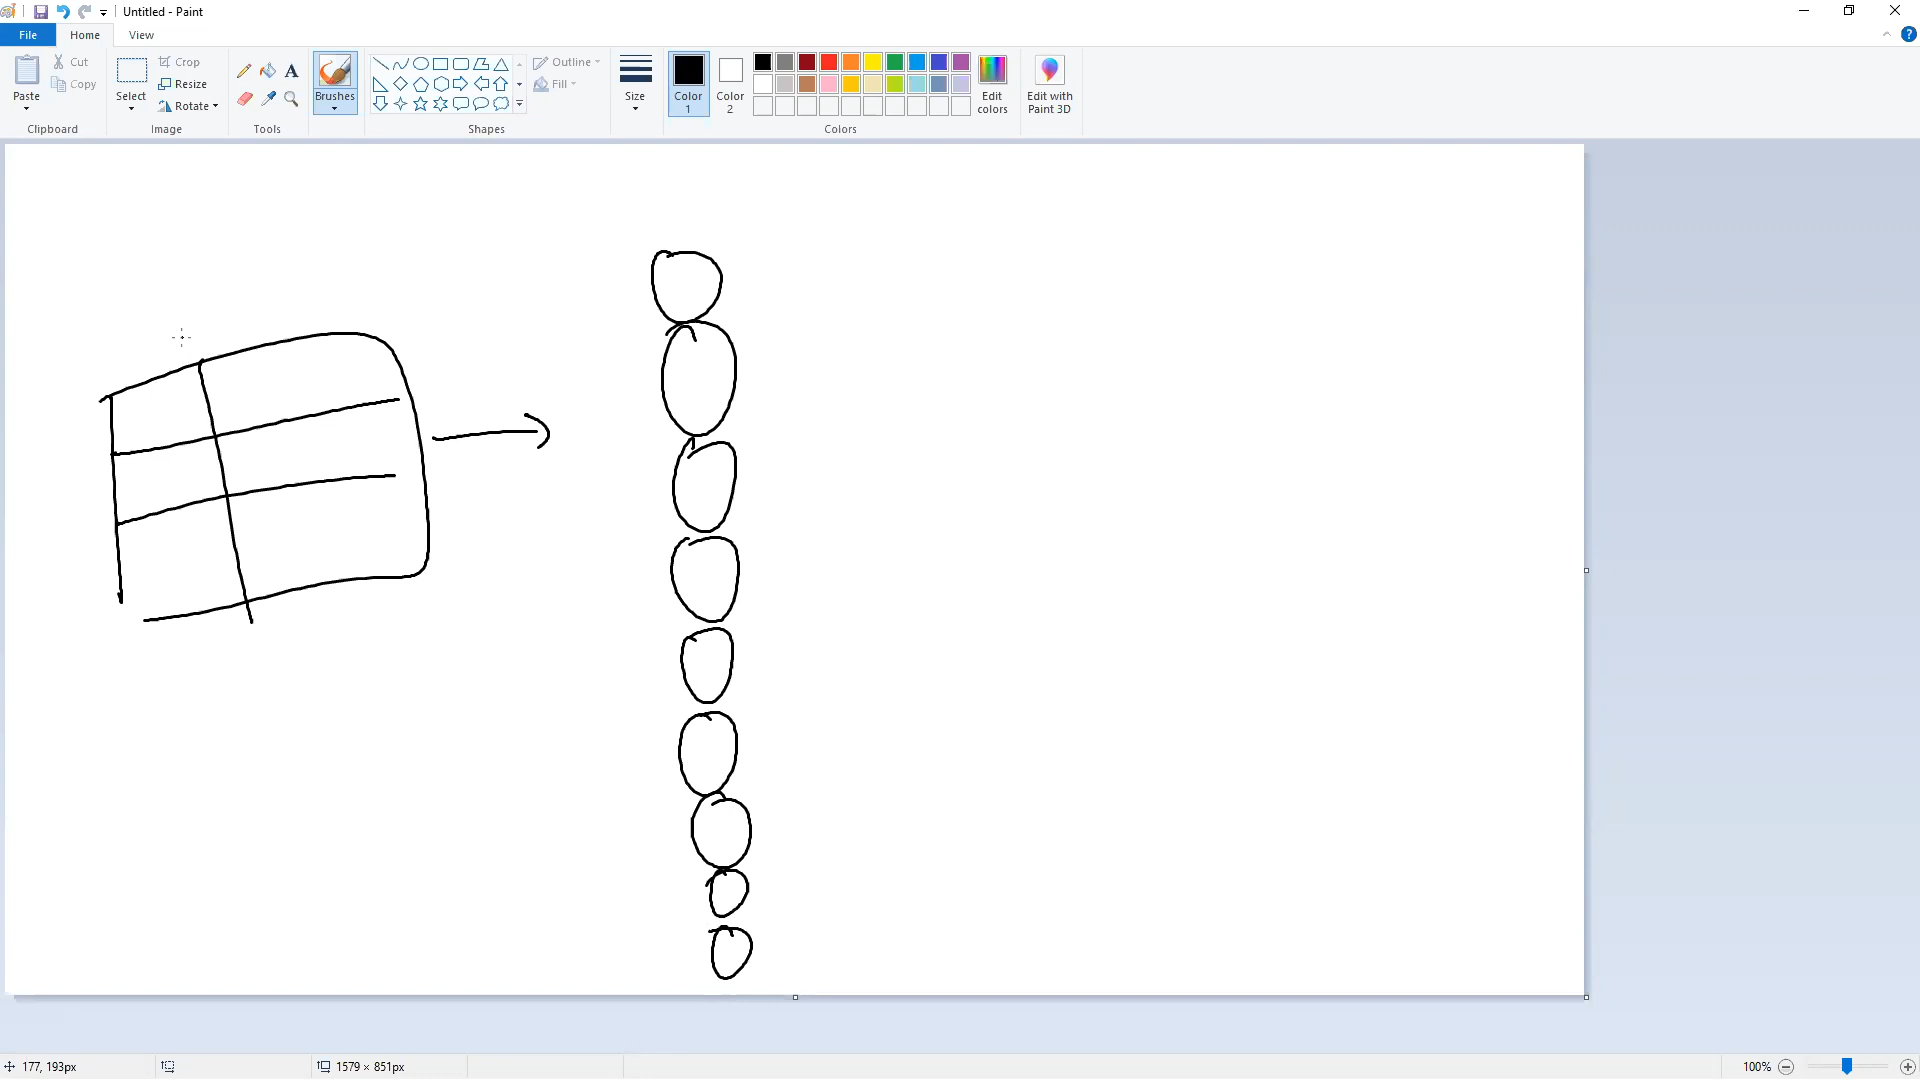 Untitled - Paint
File
Home
View
Paste
Cut
Copy
Clipboard
Select
Crop
Resize
Rotate
Image
A
Tools
Brushes
Shapes
Outline
Fill
Size
Color
1
Color
2
Edit
colors
Colors
Edit with
Paint 3D
?
177, 193px
1579 × 851px
100%